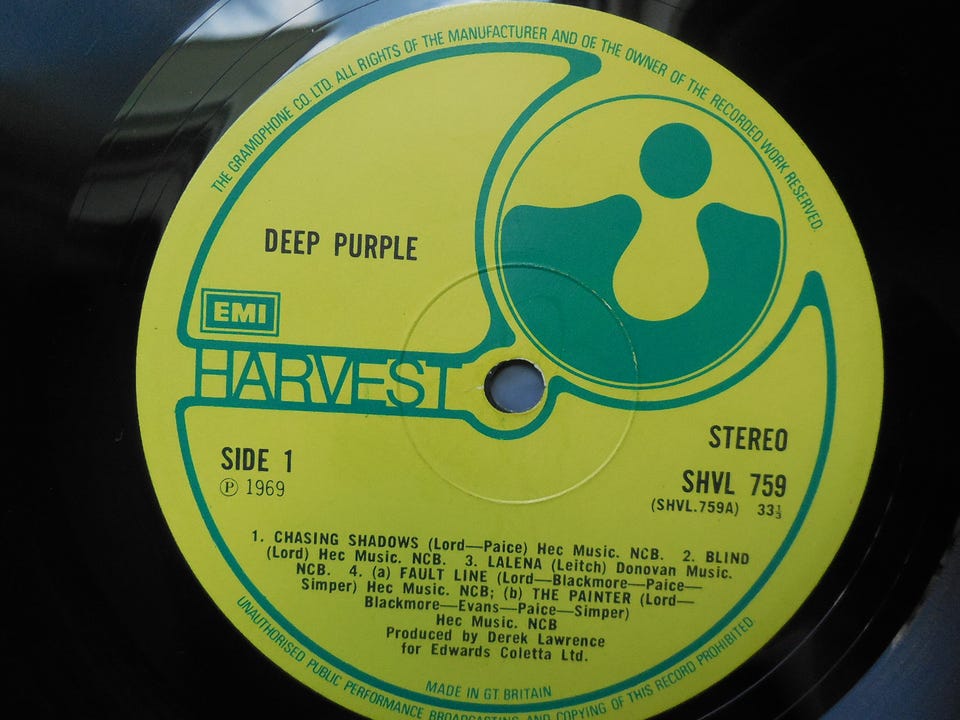 THE GRAMOPHONE CO. LTD. ALL RIGHTS OF THE MANUFACTURER AND OF THE OWNER OF THE RECORDED WORK RESERVED.
DEEP PURPLE
EMI
HARVEST
STEREO
SIDE 1
SHVL 759
℗ 1969
(SHVL.759A) 33⅓
1. CHASING SHADOWS (Lord—Paice) Hec Music. NCB. 2. BLIND
(Lord) Hec Music. NCB. 3. LALENA (Leitch) Donovan Music.
NCB. 4. (a) FAULT LINE (Lord—Blackmore—Paice—
Simper) Hec Music. NCB; (b) THE PAINTER (Lord—
Blackmore—Evans—Paice—Simper)
Hec Music. NCB
Produced by Derek Lawrence
for Edwards Coletta Ltd.
MADE IN GT. BRITAIN
UNAUTHORISED PUBLIC PERFORMANCE BROADCASTING AND COPYING OF THIS RECORD PROHIBITED.